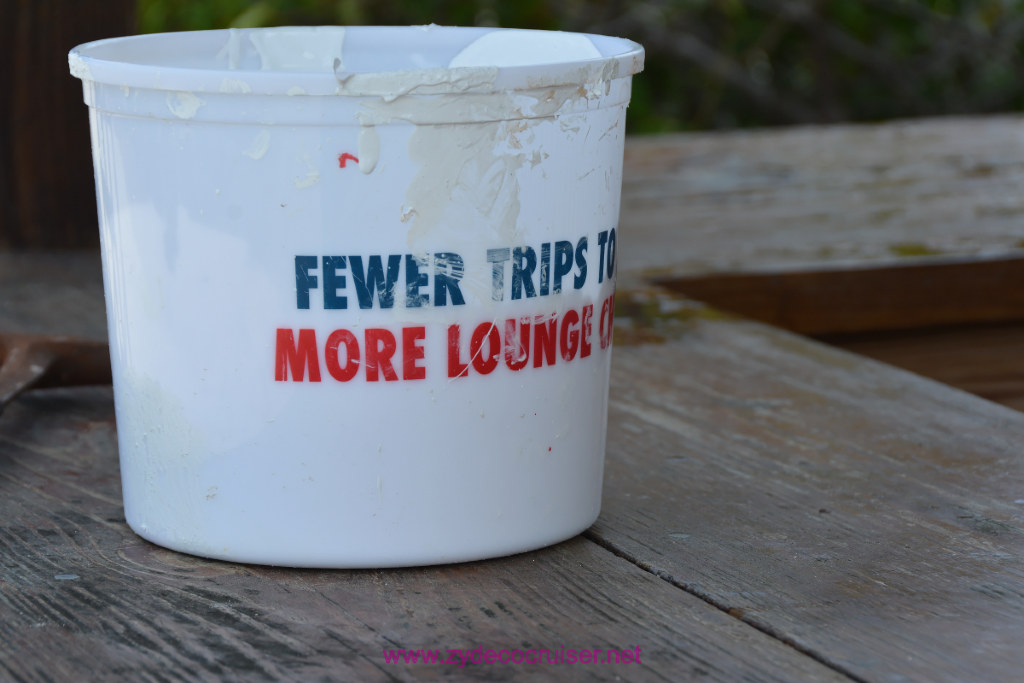 FEWER TRIPS TO
MORE LOUNGE
www.zydecocruiser.net